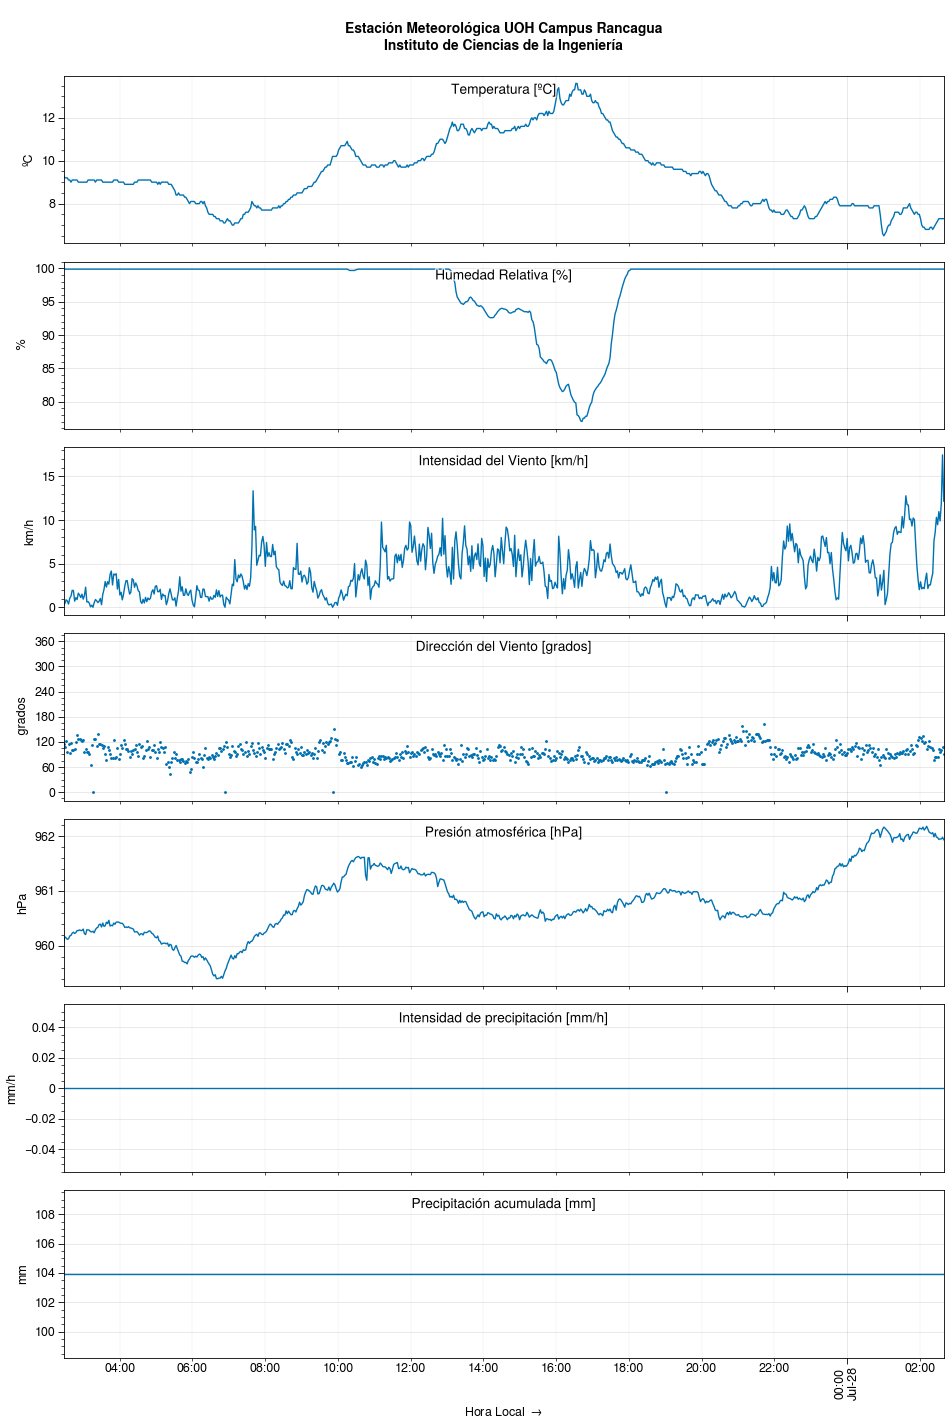 Estación Meteorológica UOH Campus Rancagua
Instituto de Ciencias de la Ingeniería
Temperatura [ºC]
ºC
12
10
8
Humedad Relativa [%]
%
100
95
90
85
80
Intensidad del Viento [km/h]
km/h
15
10
5
0
Dirección del Viento [grados]
grados
360
300
240
180
120
60
0
Presión atmosférica [hPa]
hPa
962
961
960
Intensidad de precipitación [mm/h]
mm/h
0.04
0.02
0
−0.02
−0.04
Precipitación acumulada [mm]
mm
108
106
104
102
100
04:00 06:00 08:00 10:00 12:00 14:00 16:00 18:00 20:00 22:00 00:00 02:00
Jul-28
Hora Local →